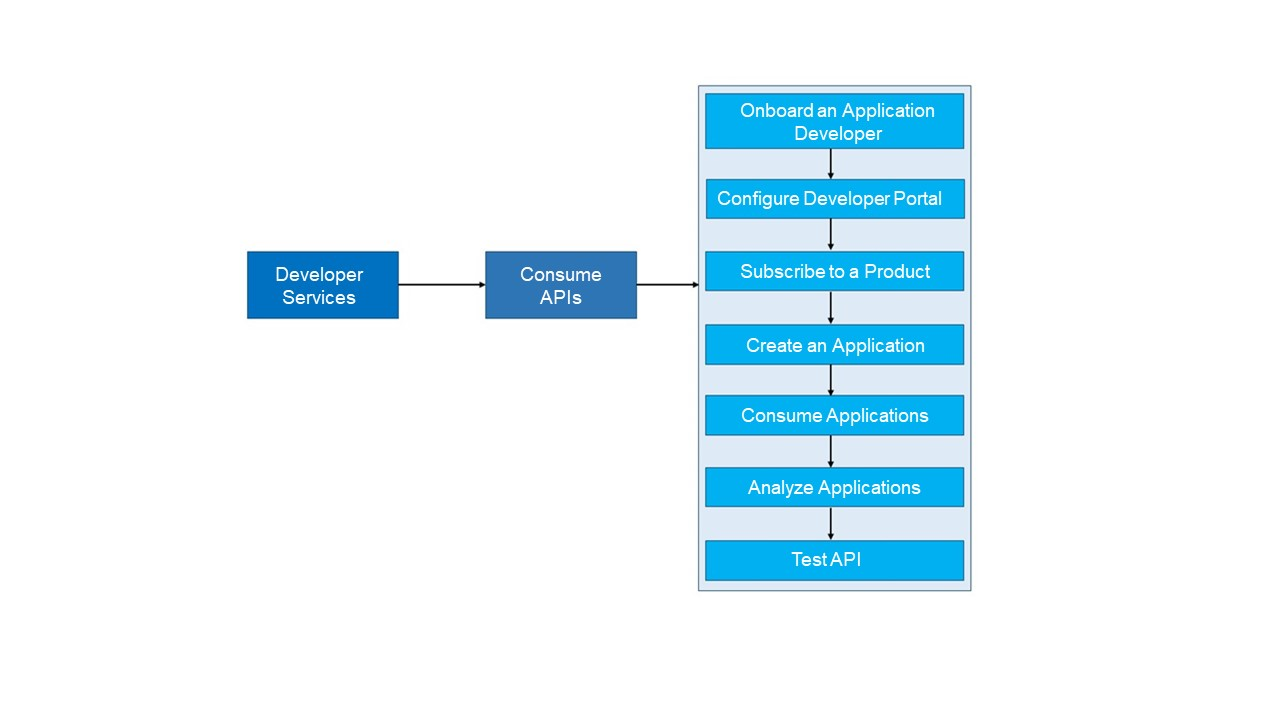 Developer
Services
Consume
APIs
Onboard an Application
Developer
Configure Developer Portal
Subscribe to a Product
Create an Application
Consume Applications
Analyze Applications
Test API